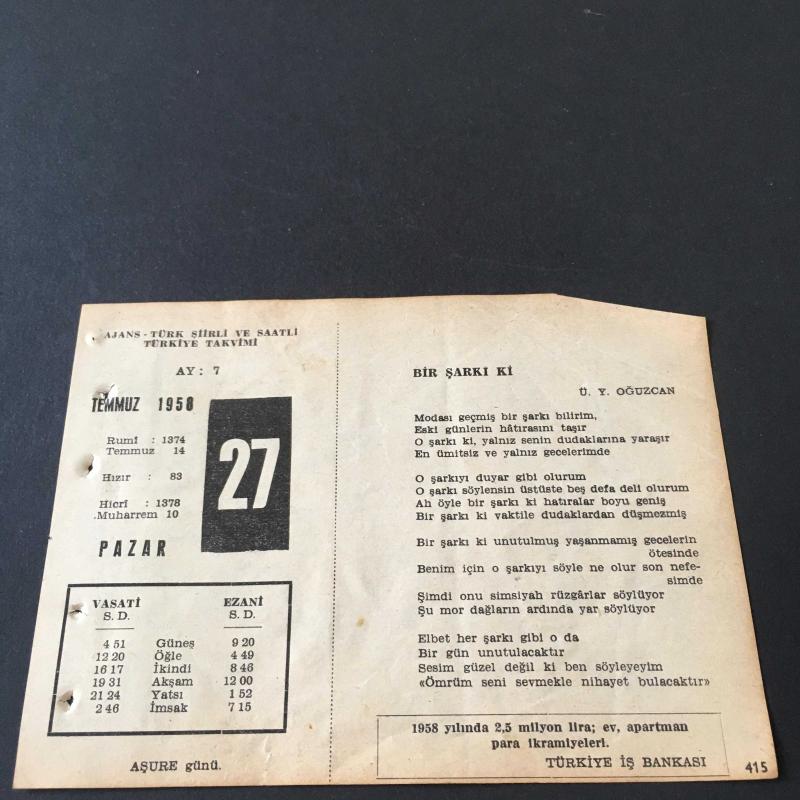 AJANS - TÜRK ŞİİRLİ VE SAATLİ
TÜRKİYE TAKVİMİ
AY : 7
TEMMUZ 1958
Rumî : 1374
Temmuz 14
Hızır : 83
Hicrî : 1378
Muharrem 10
27
PAZAR
VASATİ EZANİ
S. D. S. D.
4 51 Güneş 9 20
12 20 Öğle 4 49
16 17 İkindi 8 46
19 31 Akşam 12 00
21 24 Yatsı 1 52
2 46 İmsak 7 15
AŞURE günü.
BİR ŞARKI Kİ
Ü. Y. OĞUZCAN
Modası geçmiş bir şarkı bilirim,
Eski günlerin hâtırasını taşır
O şarkı ki, yalnız senin dudaklarına yaraşır
En ümitsiz ve yalnız gecelerimde
O şarkıyı duyar gibi olurum
O şarkı söylensin üstüste beş defa deli olurum
Ah öyle bir şarkı ki hatıralar boyu geniş
Bir şarkı ki vaktile dudaklardan düşmezmiş
Bir şarkı ki unutulmuş yaşanmamış gecelerin
ötesinde
Benim için o şarkıyı söyle ne olur son nefe-
simde
Şimdi onu simsiyah rüzgârlar söylüyor
Şu mor dağların ardında yar söylüyor
Elbet her şarkı gibi o da
Bir gün unutulacaktır
Sesim güzel değil ki ben söyleyeyim
«Ömrüm seni sevmekle nihayet bulacaktır»
1958 yılında 2,5 milyon lira; ev, apartman
para ikramiyeleri.
TÜRKİYE İŞ BANKASI
415